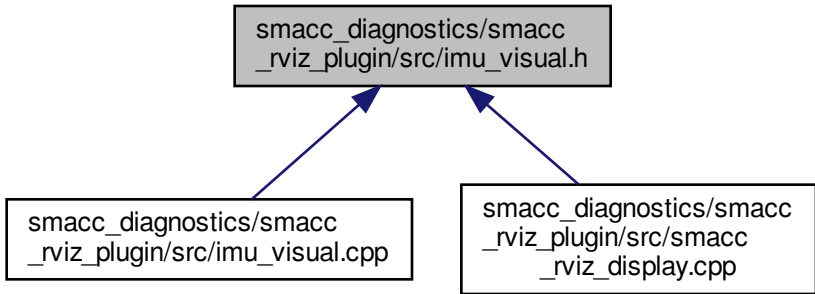 smacc_diagnostics/smacc
_rviz_plugin/src/imu_visual.h
smacc_diagnostics/smacc
_rviz_plugin/src/imu_visual.cpp
smacc_diagnostics/smacc
_rviz_plugin/src/smacc
_rviz_display.cpp